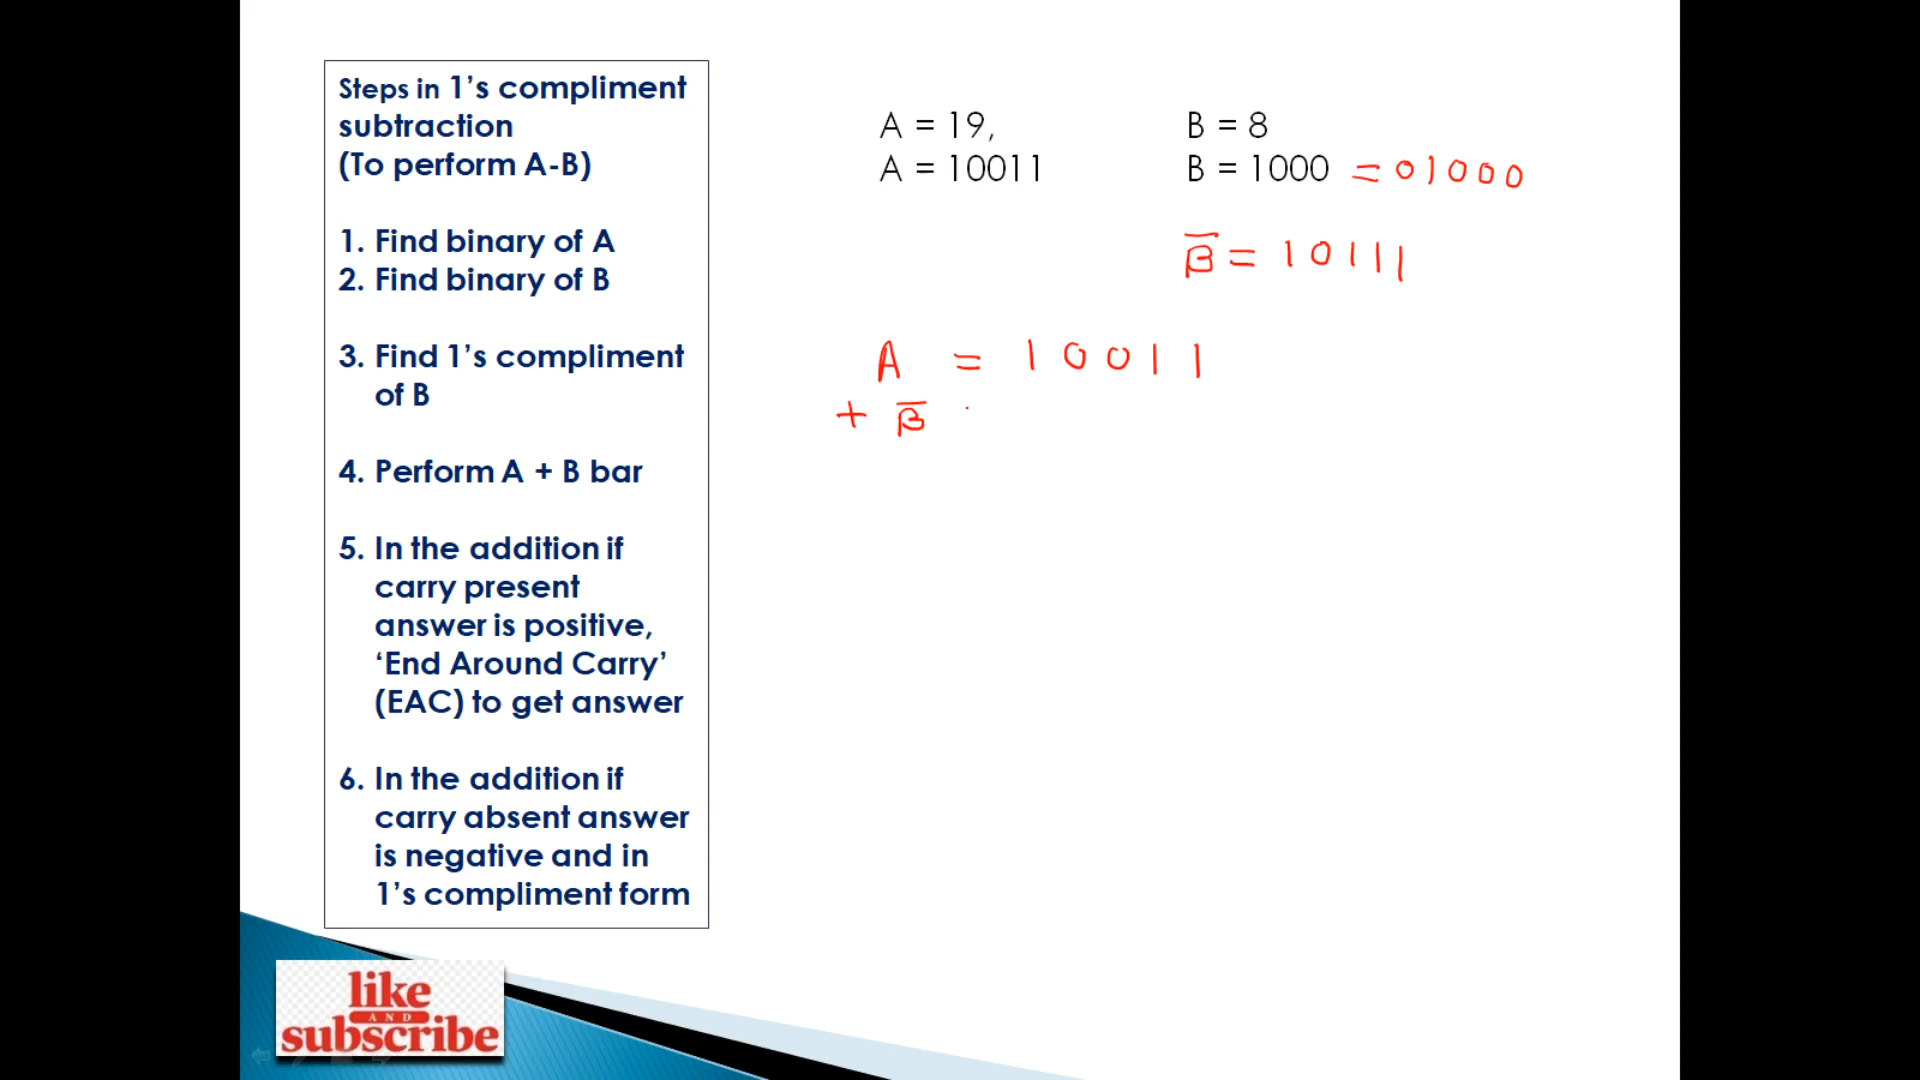 Steps in 1’s compliment
subtraction
(To perform A-B)
1. Find binary of A
2. Find binary of B
3. Find 1’s compliment
of B
4. Perform A + B bar
5. In the addition if
carry present
answer is positive,
‘End Around Carry’
(EAC) to get answer
6. In the addition if
carry absent answer
is negative and in
1’s compliment form
A = 19,
B = 8
A = 10011
B = 1000 = 01000
B̅ = 10111
A = 10011
+ B̅
like
AND
subscribe